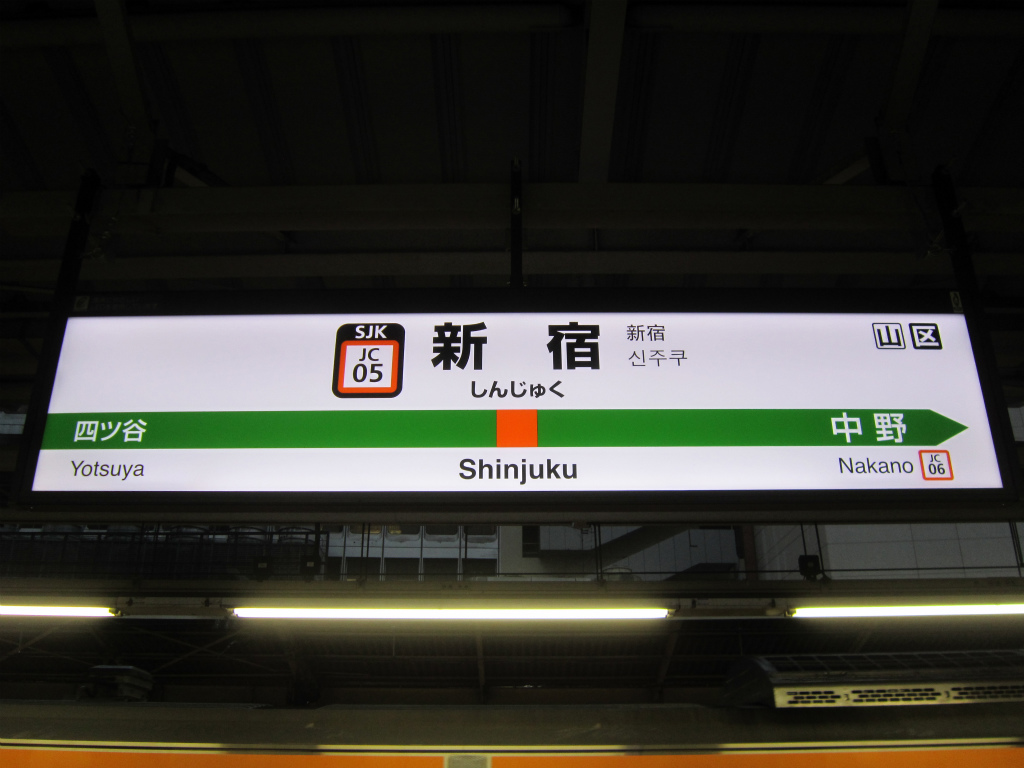 SJK
JC
05
新宿
しんじゅく
新宿
신주쿠
山 区
四ツ谷
中野
Yotsuya
Shinjuku
Nakano
JC
06